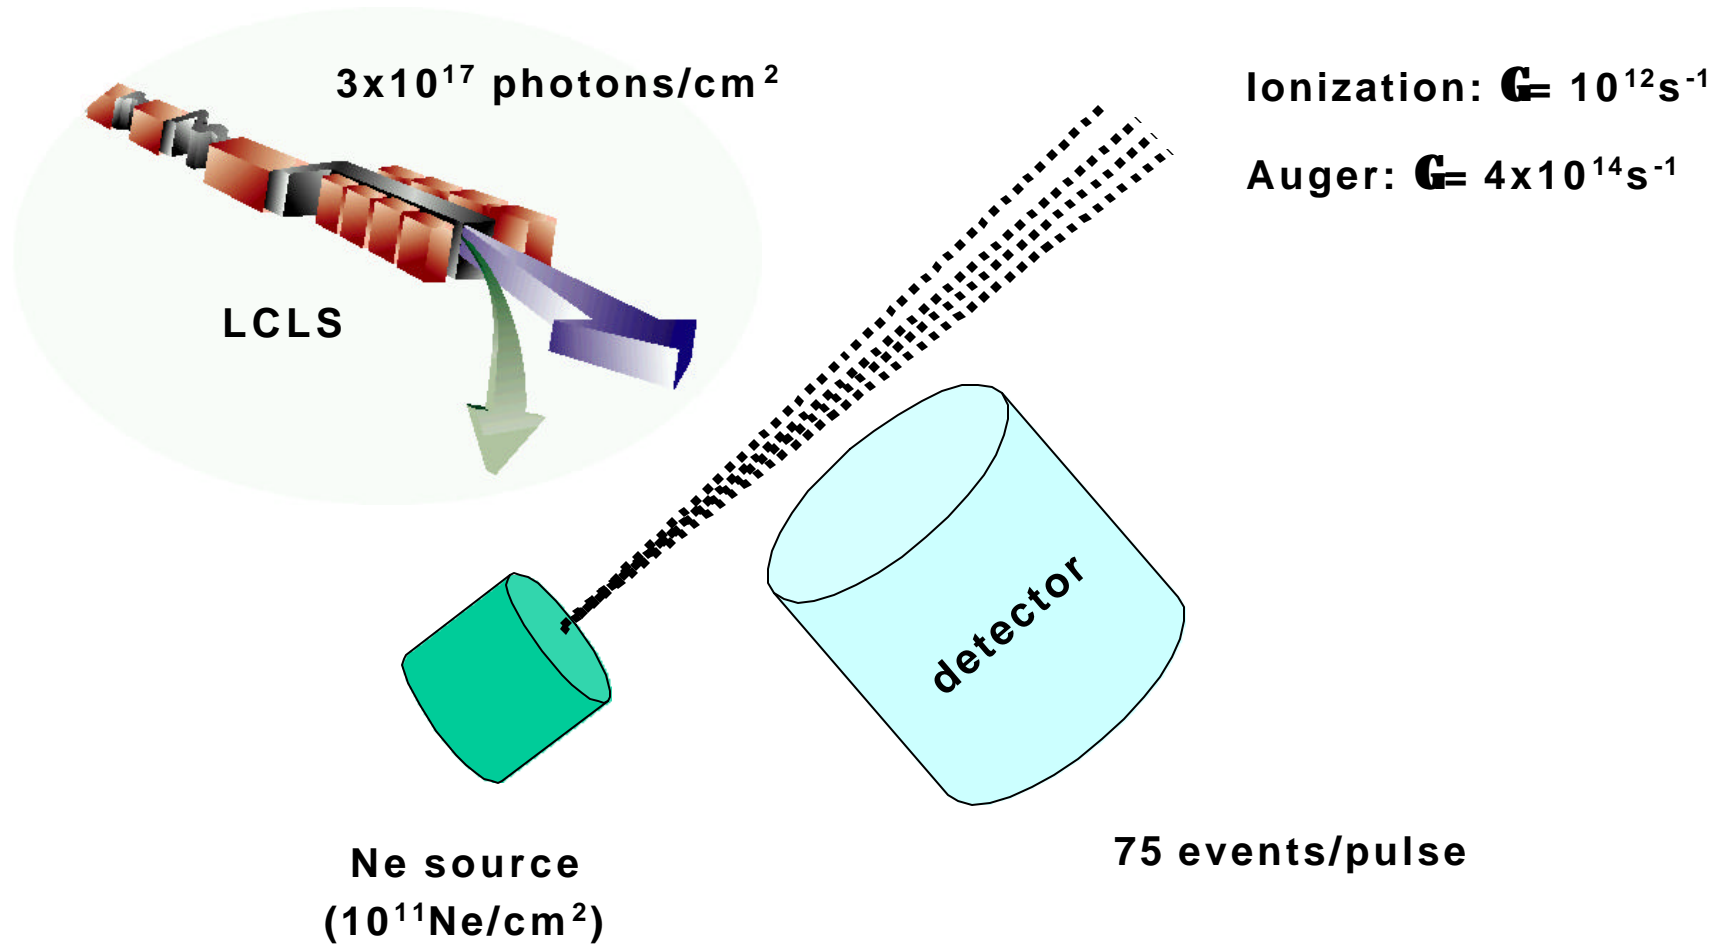 3x10¹⁷ photons/cm²
Ionization: G= 10¹²s⁻¹
Auger: G= 4x10¹⁴s⁻¹
LCLS
detector
75 events/pulse
Ne source
(10¹¹Ne/cm²)